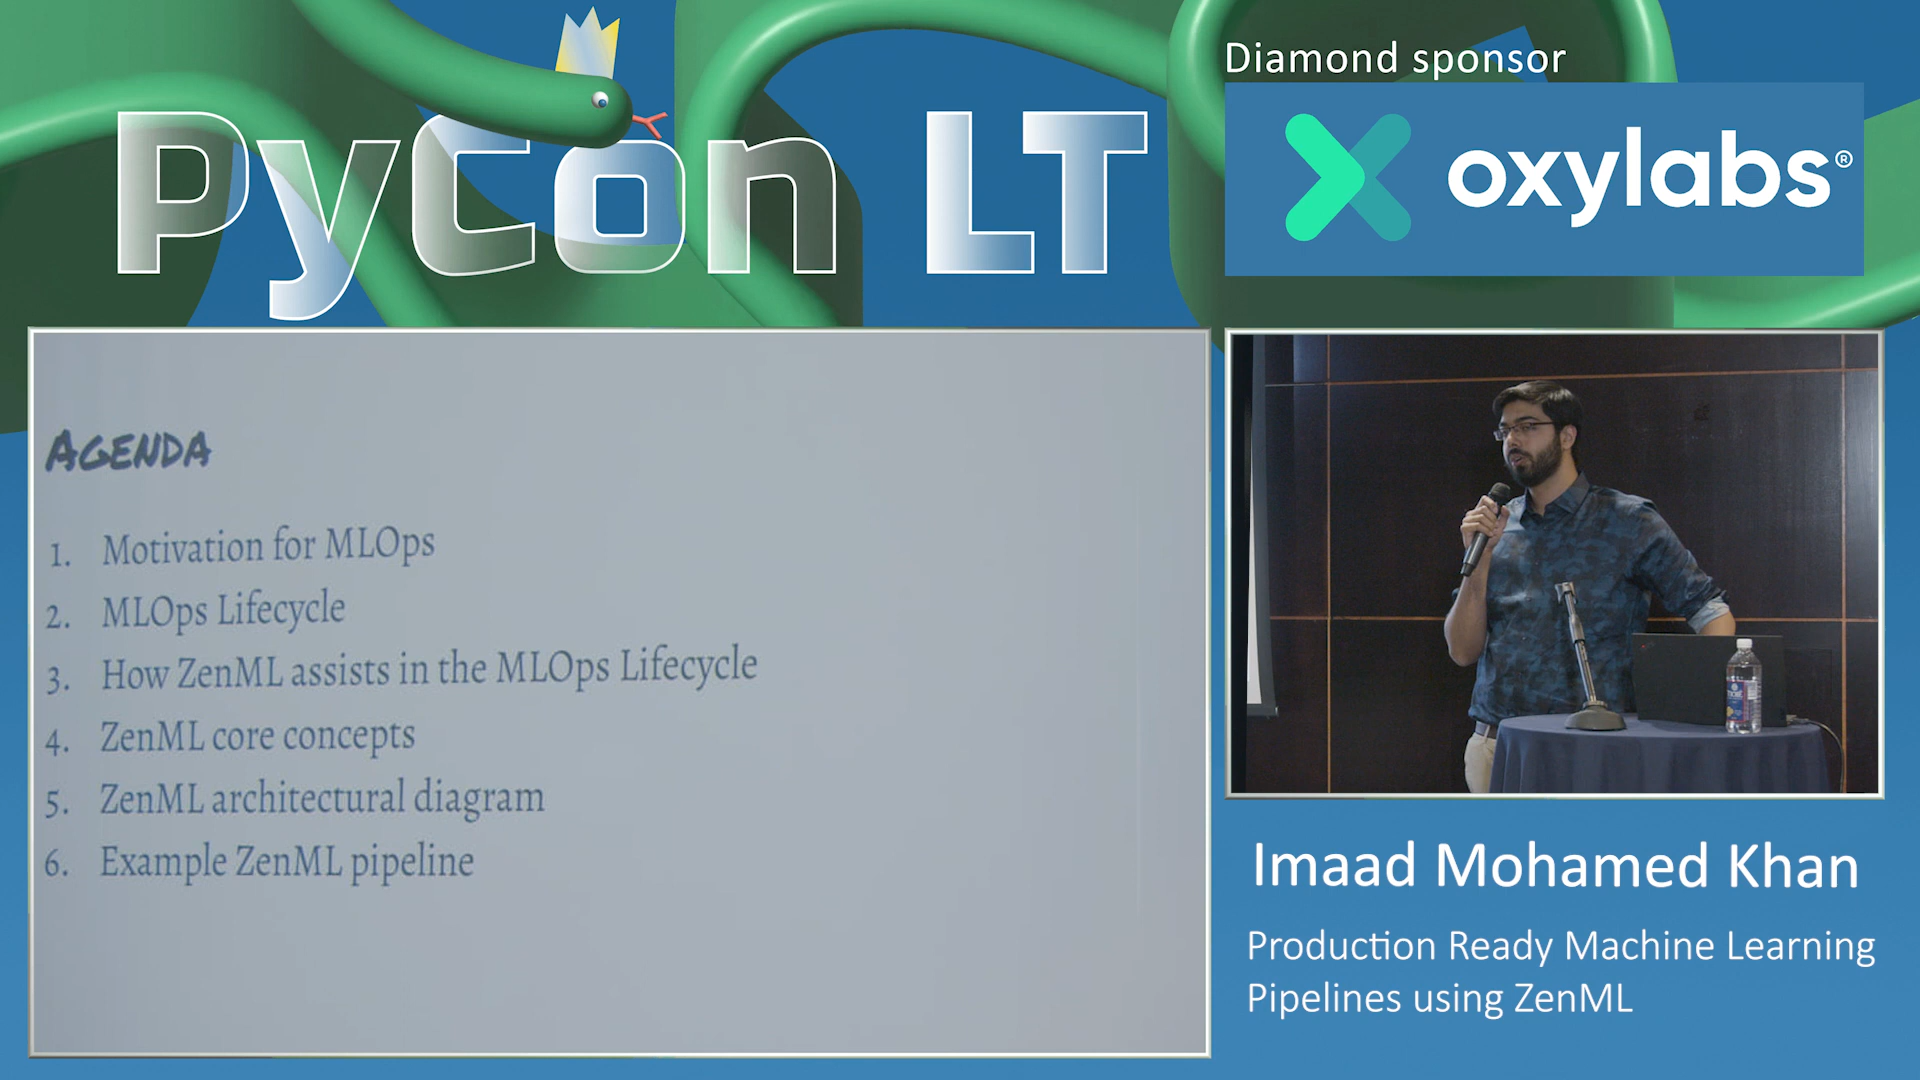 PyCon LT
Diamond sponsor
oxylabs®
AGENDA
1. Motivation for MLOps
2. MLOps Lifecycle
3. How ZenML assists in the MLOps Lifecycle
4. ZenML core concepts
5. ZenML architectural diagram
6. Example ZenML pipeline
Imaad Mohamed Khan
Production Ready Machine Learning
Pipelines using ZenML